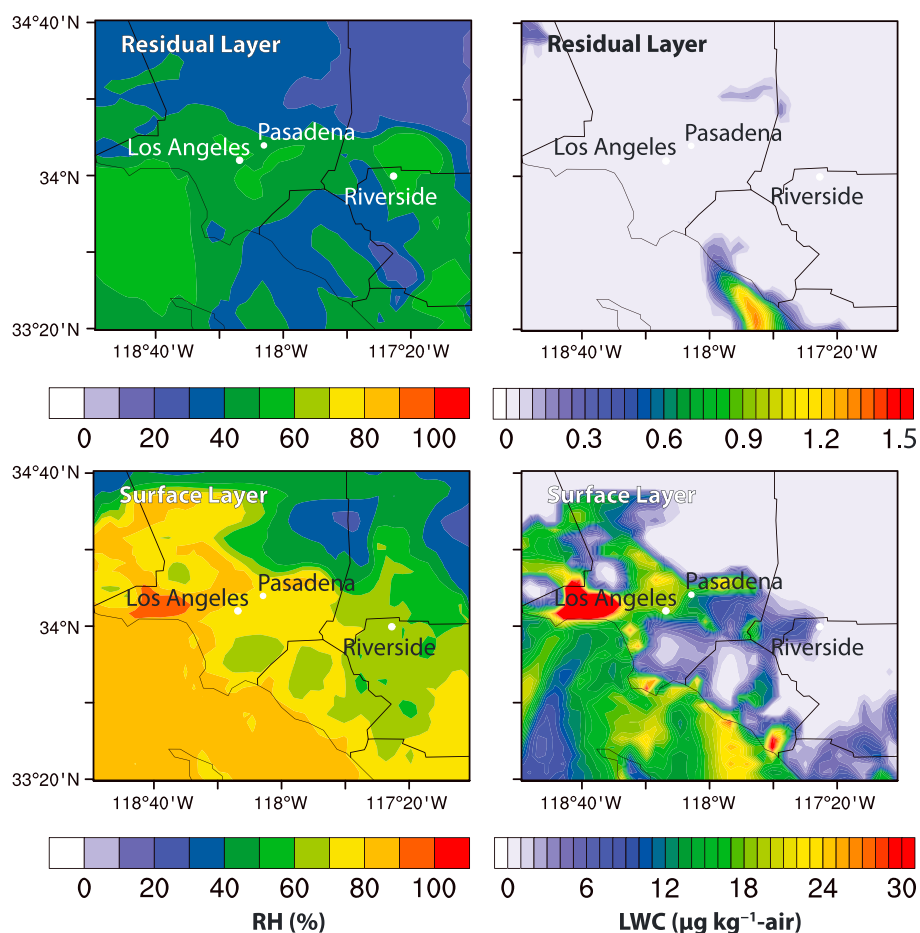 34°40'N
Residual Layer
Residual Layer
Los Angeles
Pasadena
Los Angeles
Pasadena
34°N
Riverside
Riverside
33°20'N
118°40'W 118°W 117°20'W
118°40'W 118°W 117°20'W
0 20 40 60 80 100
0 0.3 0.6 0.9 1.2 1.5
34°40'N
Surface Layer
Surface Layer
Pasadena
Los Angeles
Pasadena
Los Angeles
34°N
Riverside
Riverside
33°20'N
118°40'W 118°W 117°20'W
118°40'W 118°W 117°20'W
0 20 40 60 80 100
RH (%)
0 6 12 18 24 30
LWC (μg kg⁻¹-air)